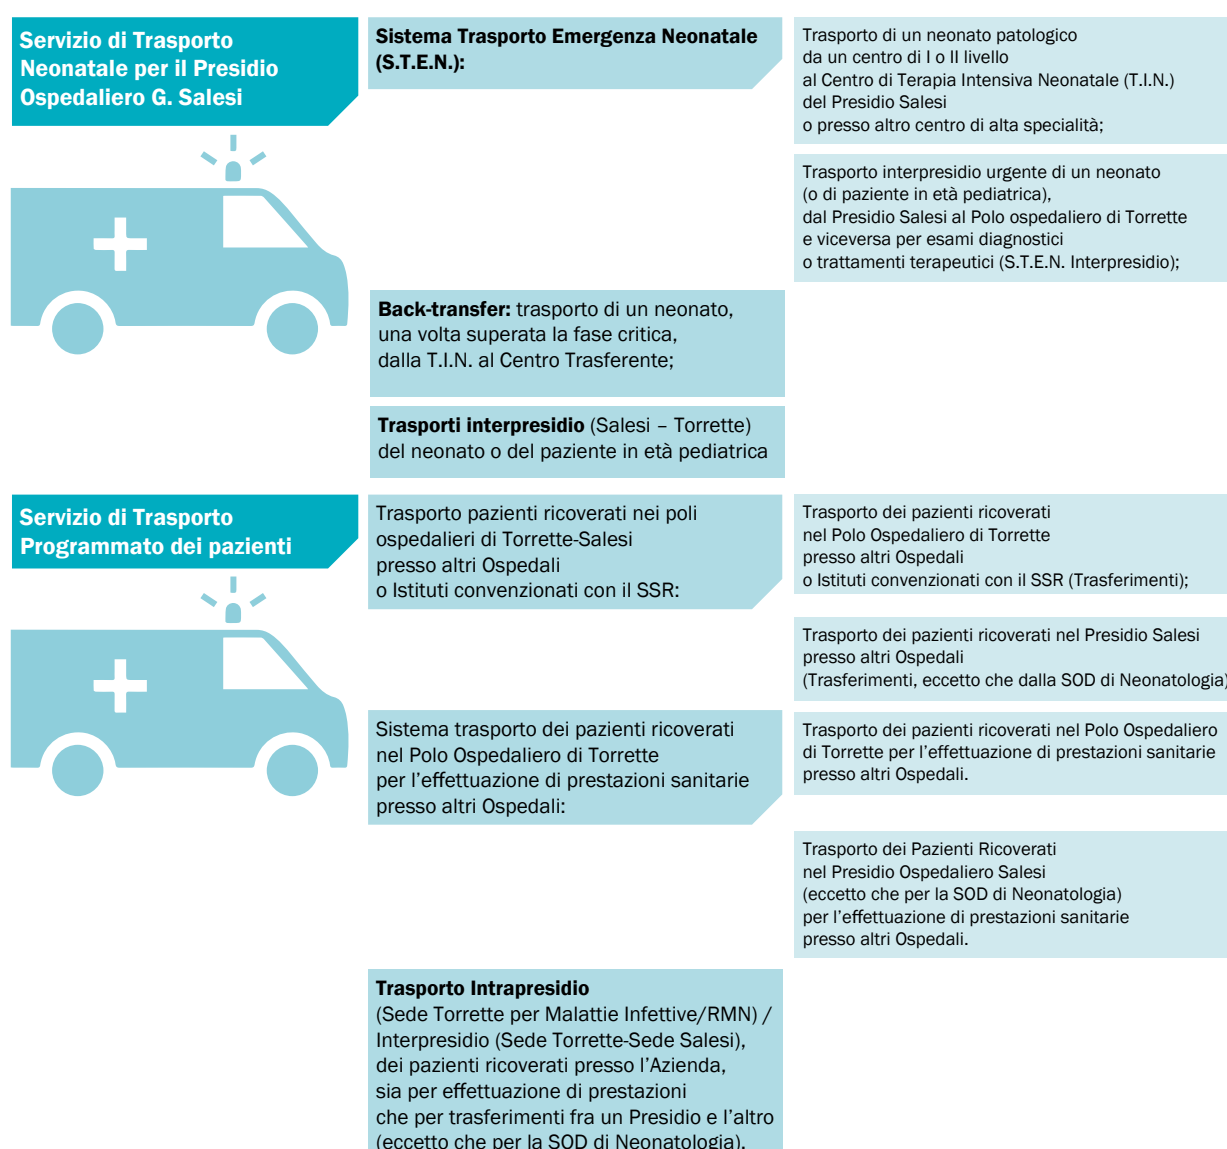 Servizio di Trasporto
Neonatale per il Presidio
Ospedaliero G. Salesi
Sistema Trasporto Emergenza Neonatale
(S.T.E.N.):
Trasporto di un neonato patologico
da un centro di I o II livello
al Centro di Terapia Intensiva Neonatale (T.I.N.)
del Presidio Salesi
o presso altro centro di alta specialità;
Trasporto interpresidio urgente di un neonato
(o di paziente in età pediatrica),
dal Presidio Salesi al Polo ospedaliero di Torrette
e viceversa per esami diagnostici
o trattamenti terapeutici (S.T.E.N. Interpresidio);
Back-transfer: trasporto di un neonato,
una volta superata la fase critica,
dalla T.I.N. al Centro Trasferente;
Trasporti interpresidio (Salesi – Torrette)
del neonato o del paziente in età pediatrica
Servizio di Trasporto
Programmato dei pazienti
Trasporto pazienti ricoverati nei poli
ospedalieri di Torrette-Salesi
presso altri Ospedali
o Istituti convenzionati con il SSR:
Trasporto dei pazienti ricoverati
nel Polo Ospedaliero di Torrette
presso altri Ospedali
o Istituti convenzionati con il SSR (Trasferimenti);
Trasporto dei pazienti ricoverati nel Presidio Salesi
presso altri Ospedali
(Trasferimenti, eccetto che dalla SOD di Neonatologia)
Sistema trasporto dei pazienti ricoverati
nel Polo Ospedaliero di Torrette
per l'effettuazione di prestazioni sanitarie
presso altri Ospedali:
Trasporto dei pazienti ricoverati nel Polo Ospedaliero
di Torrette per l'effettuazione di prestazioni sanitarie
presso altri Ospedali.
Trasporto dei Pazienti Ricoverati
nel Presidio Ospedaliero Salesi
(eccetto che per la SOD di Neonatologia)
per l'effettuazione di prestazioni sanitarie
presso altri Ospedali.
Trasporto Intrapresidio
(Sede Torrette per Malattie Infettive/RMN) /
Interpresidio (Sede Torrette-Sede Salesi),
dei pazienti ricoverati presso l'Azienda,
sia per effettuazione di prestazioni
che per trasferimenti fra un Presidio e l'altro
(eccetto che per la SOD di Neonatologia).